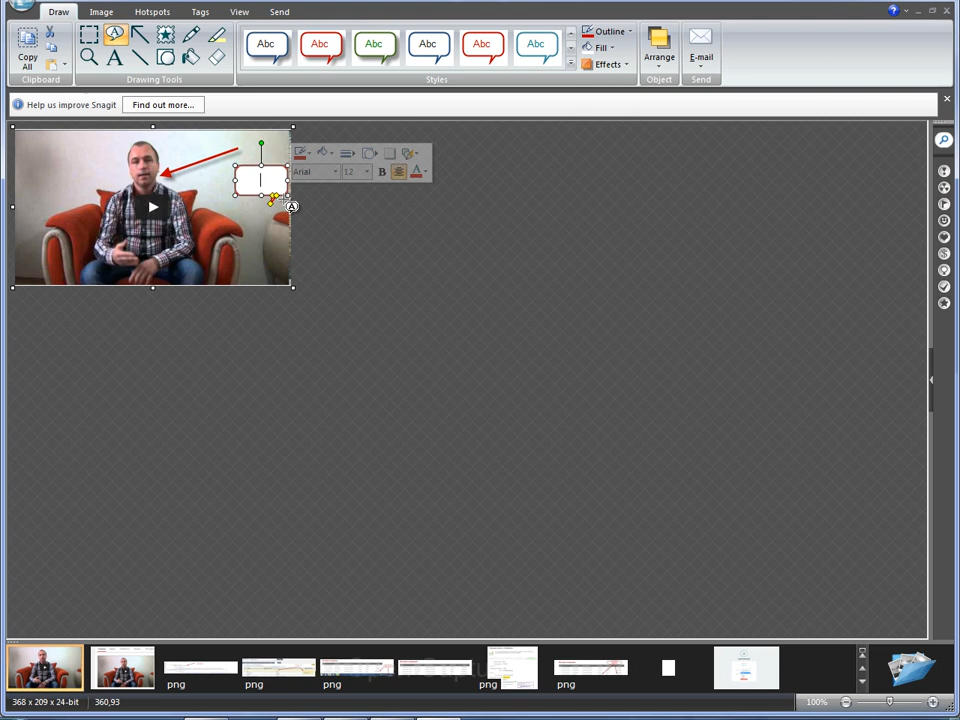 Draw Image Hotspots Tags View Send
Copy All
Clipboard
Drawing Tools
Abc Abc Abc Abc Abc Abc
Styles
Outline
Fill
Effects
Arrange
Object
E-mail
Send
Help us improve Snagit Find out more...
Arial 12 B A
png png png png png
368 x 209 x 24-bit 360,93 100%